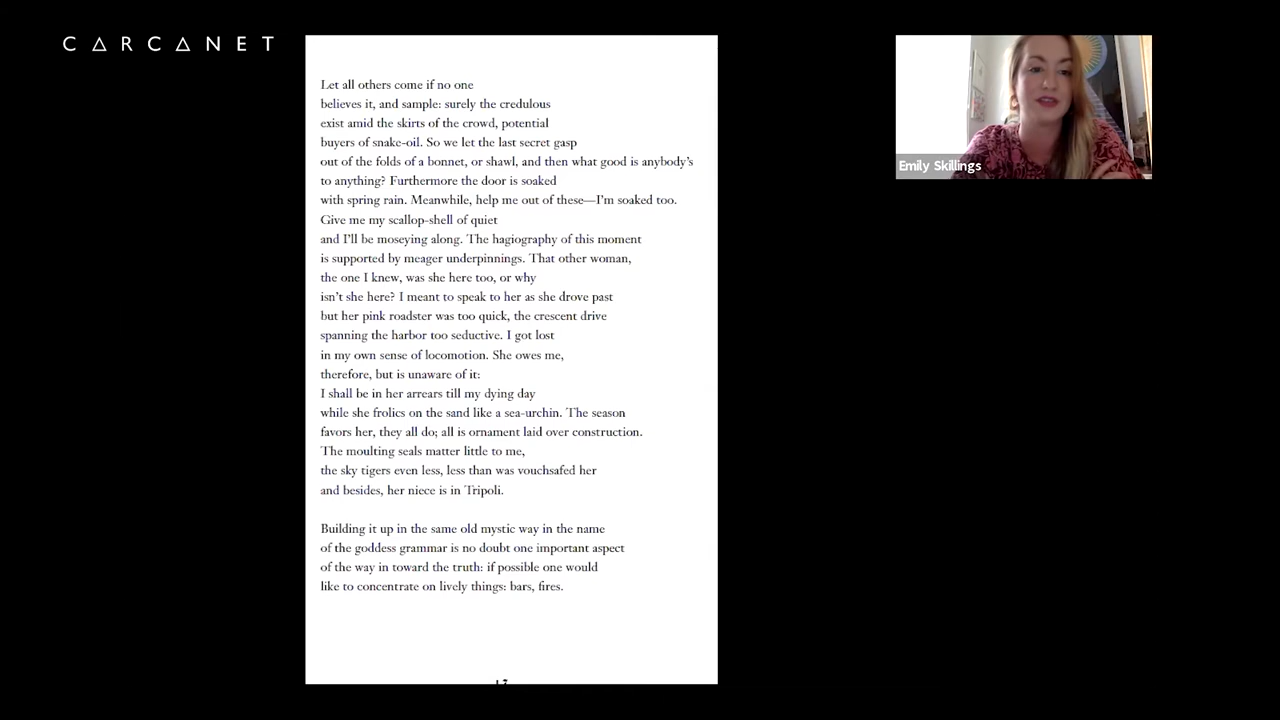 CARCANET
Let all others come if no one
believes it, and sample: surely the credulous
exist amid the skirts of the crowd, potential
buyers of snake-oil. So we let the last secret gasp
out of the folds of a bonnet, or shawl, and then what good is anybody’s
to anything? Furthermore the door is soaked
with spring rain. Meanwhile, help me out of these—I’m soaked too.
Give me my scallop-shell of quiet
and I’ll be moseying along. The hagiography of this moment
is supported by meager underpinnings. That other woman,
the one I knew, was she here too, or why
isn’t she here? I meant to speak to her as she drove past
but her pink roadster was too quick, the crescent drive
spanning the harbor too seductive. I got lost
in my own sense of locomotion. She owes me,
therefore, but is unaware of it:
I shall be in her arrears till my dying day
while she frolics on the sand like a sea-urchin. The season
favors her, they all do; all is ornament laid over construction.
The moulting seals matter little to me,
the sky tigers even less, less than was vouchsafed her
and besides, her niece is in Tripoli.
Building it up in the same old mystic way in the name
of the goddess grammar is no doubt one important aspect
of the way in toward the truth: if possible one would
like to concentrate on lively things: bars, fires.
Emily Skillings